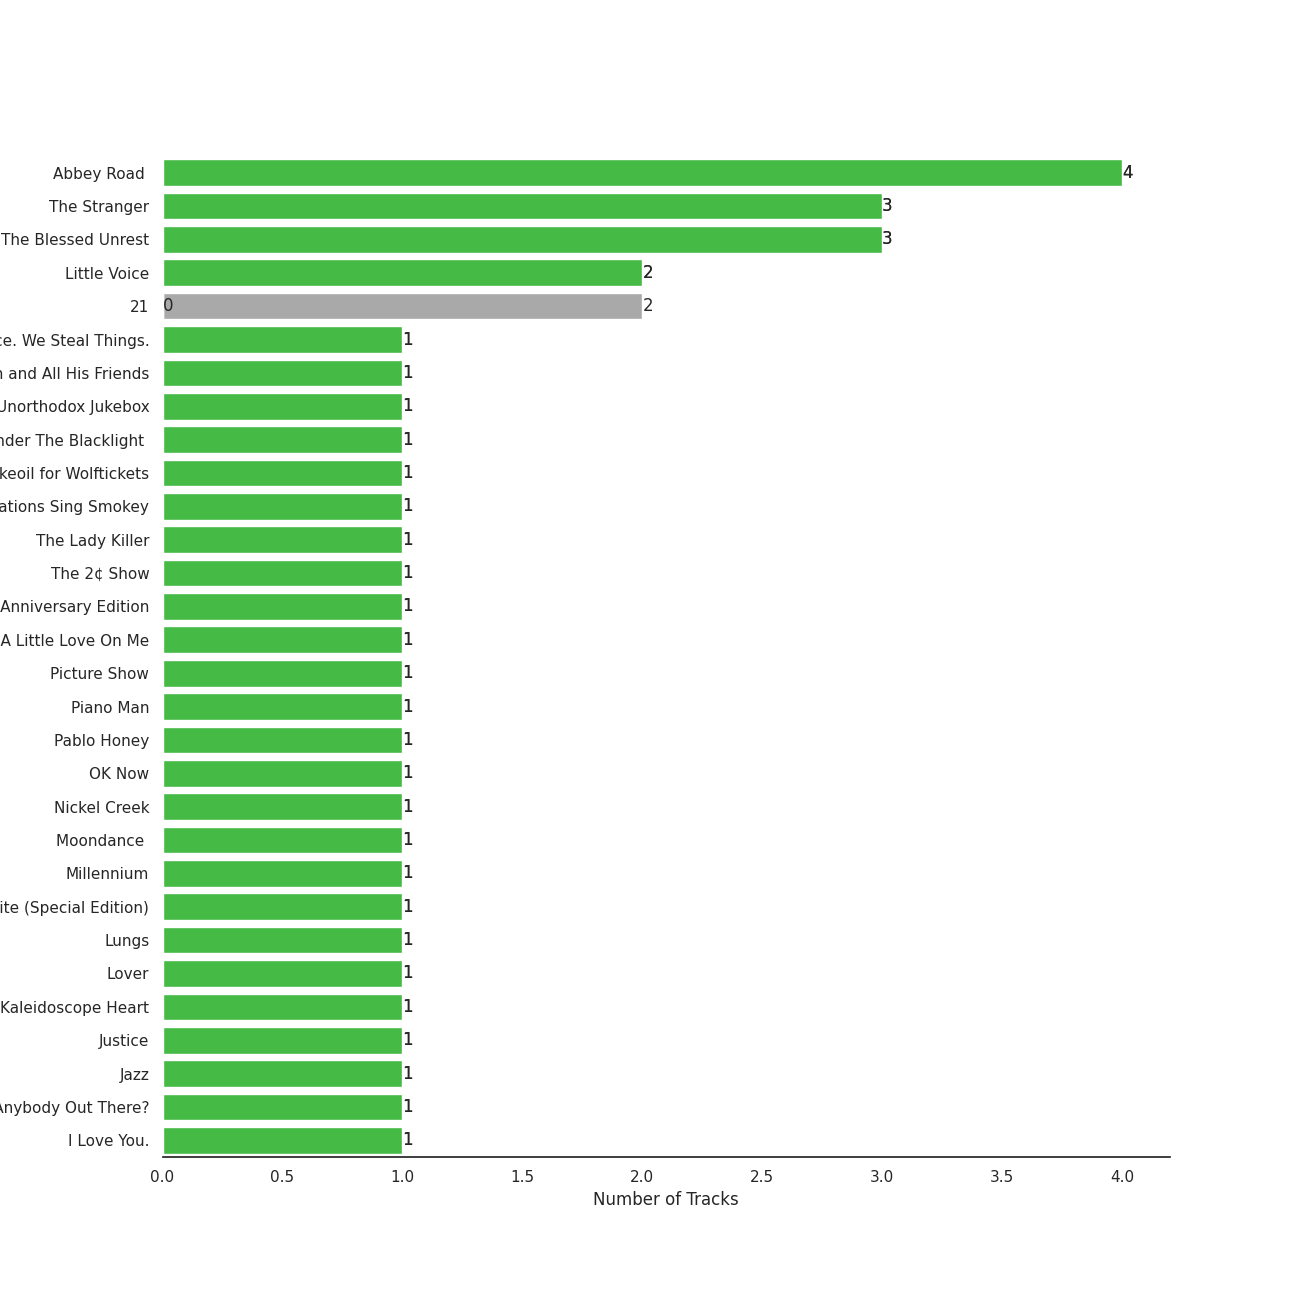 Abbey Road 4
The Stranger 3
The Blessed Unrest 3
Little Voice 2
21 0 2
ce. We Steal Things. 1
and All His Friends 1
Unorthodox Jukebox 1
nder The Blacklight 1
keoil for Wolftickets 1
ations Sing Smokey 1
The Lady Killer 1
The 2¢ Show 1
Anniversary Edition 1
A Little Love On Me 1
Picture Show 1
Piano Man 1
Pablo Honey 1
OK Now 1
Nickel Creek 1
Moondance 1
Millennium 1
ite (Special Edition) 1
Lungs 1
Lover 1
Kaleidoscope Heart 1
Justice 1
Jazz 1
Anybody Out There? 1
I Love You. 1
0.0 0.5 1.0 1.5 2.0 2.5 3.0 3.5 4.0
Number of Tracks